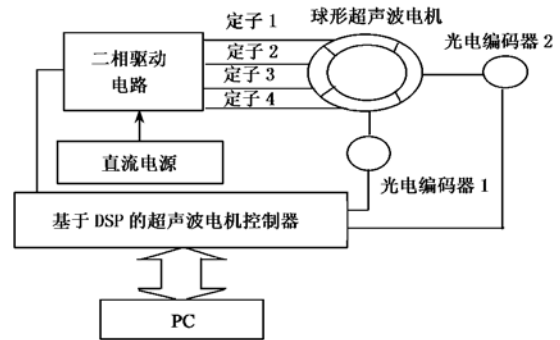 定子 1
球形超声波电机
光电编码器 2
二相驱动
电路
定子 2
定子 3
定子 4
直流电源
光电编码器 1
基于 DSP 的超声波电机控制器
PC